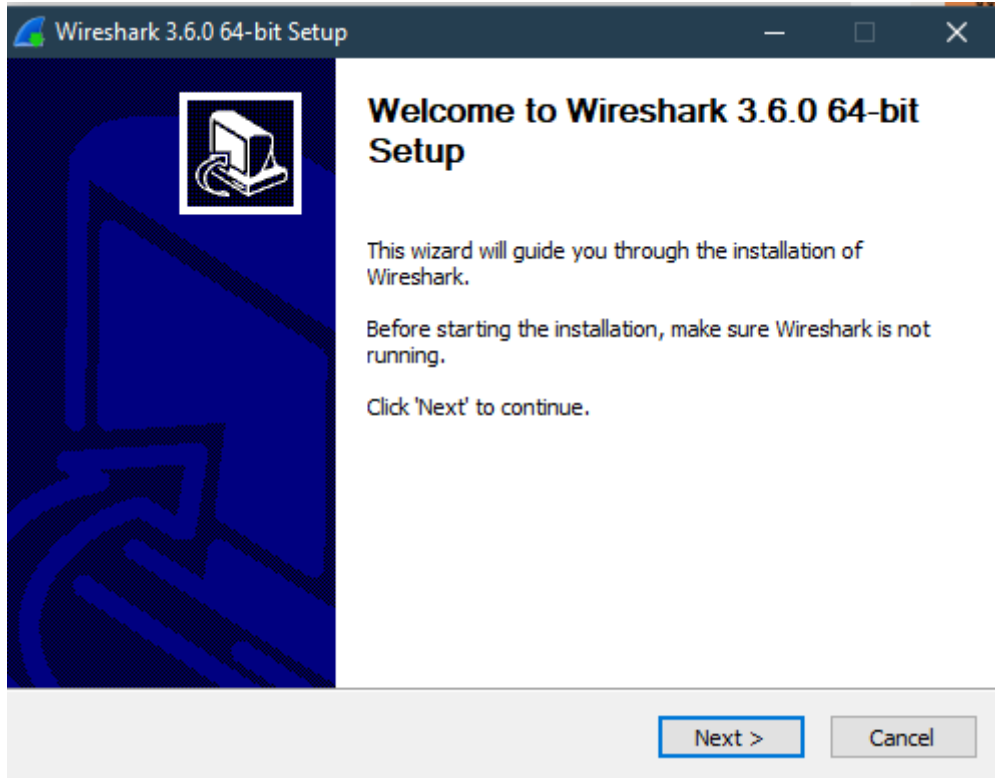 Wireshark 3.6.0 64-bit Setup
Welcome to Wireshark 3.6.0 64-bit
Setup
This wizard will guide you through the installation of
Wireshark.
Before starting the installation, make sure Wireshark is not
running.
Click 'Next' to continue.
Next >
Cancel